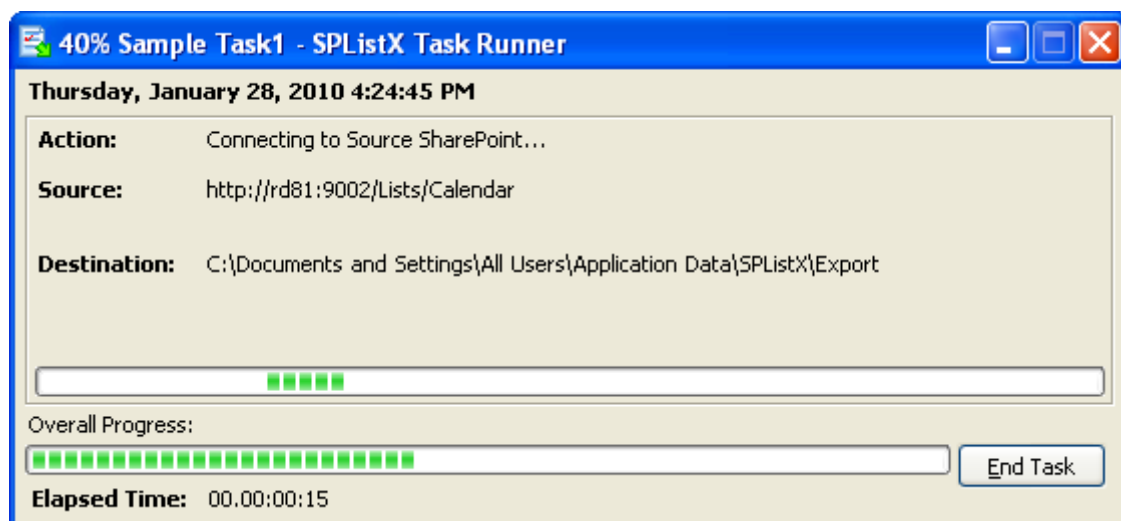 40% Sample Task1 - SPListX Task Runner
Thursday, January 28, 2010 4:24:45 PM
Action: Connecting to Source SharePoint...
Source: http://rd81:9002/Lists/Calendar
Destination: C:\Documents and Settings\All Users\Application Data\SPListX\Export
Overall Progress:
End Task
Elapsed Time: 00.00:00:15